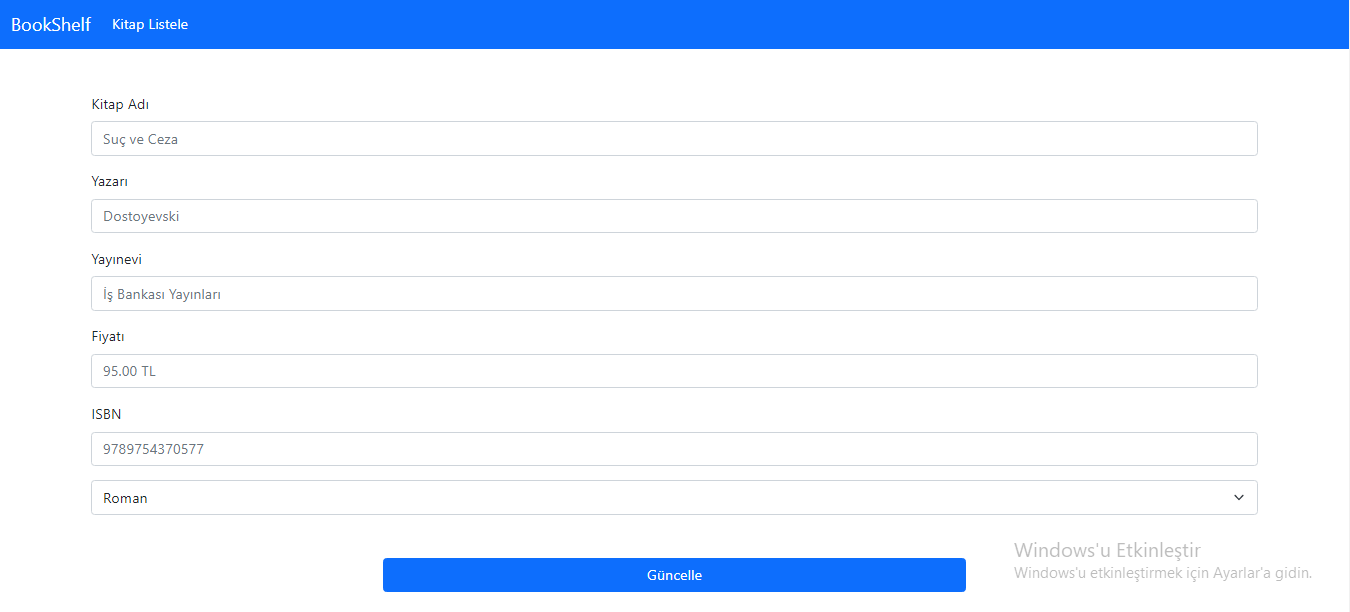 BookShelf Kitap Listele
Kitap Adı
Suç ve Ceza
Yazarı
Dostoyevski
Yayınevi
İş Bankası Yayınları
Fiyatı
95.00 TL
ISBN
9789754370577
Roman
Güncelle
Windows'u Etkinleştir
Windows'u etkinleştirmek için Ayarlar'a gidin.